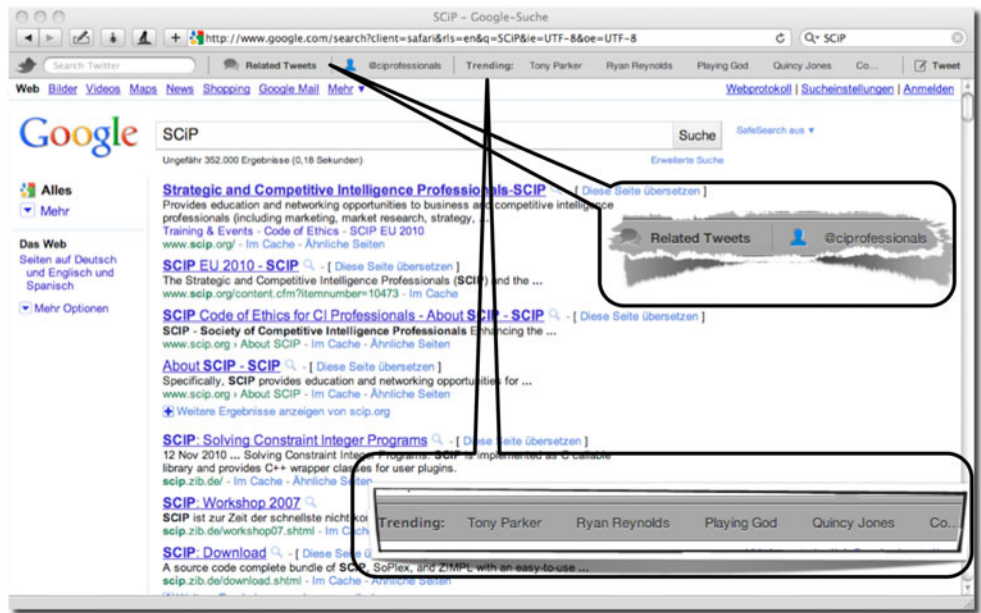 SCiP - Google-Suche
http://www.google.com/search?client=safari&rls=en&q=SCiP&ie=UTF-8&oe=UTF-8
SCiP
Search Twitter Related Tweets @ciprofessionals Trending: Tony Parker Ryan Reynolds Playing God Quincy Jones Co... Tweet
Web Bilder Videos Maps News Shopping Google Mail Mehr ▼ Webprotokoll | Sucheinstellungen | Anmelden
Google SCiP Suche SafeSearch aus ▼
Ungefähr 352.000 Ergebnisse (0,16 Sekunden) Erweiterte Suche
Alles
Mehr
Das Web
Seiten auf Deutsch
und Englisch und
Spanisch
Mehr Optionen
Strategic and Competitive Intelligence Professionals-SCIP - [ Diese Seite übersetzen ]
Provides education and networking opportunities to business and competitive intelligence
professionals (including marketing, market research, strategy, ...
Training & Events - Code of Ethics - SCIP EU 2010
www.scip.org/ - Im Cache - Ähnliche Seiten
SCIP EU 2010 - SCIP - [ Diese Seite übersetzen ]
The Strategic and Competitive Intelligence Professionals (SCIP) and the ...
www.scip.org/content.cfm?itemnumber=10473 - Im Cache
SCIP Code of Ethics for CI Professionals - About SCIP - SCIP - [ Diese Seite übersetzen ]
SCIP - Society of Competitive Intelligence Professionals Enhancing the ...
www.scip.org › About SCIP - Im Cache - Ähnliche Seiten
About SCIP - SCIP - [ Diese Seite übersetzen ]
Specifically, SCIP provides education and networking opportunities for ...
www.scip.org › About SCIP - Im Cache - Ähnliche Seiten
Weitere Ergebnisse anzeigen von scip.org
SCIP: Solving Constraint Integer Programs - [ Diese Seite übersetzen ]
12 Nov 2010 ... Solving Constraint Integer Programs. SCIP is implemented as C callable
library and provides C++ wrapper classes for user plugins.
scip.zib.de/ - Im Cache - Ähnliche Seiten
SCIP: Workshop 2007
SCIP ist zur Zeit der schnellste nicht
scip.zib.de/workshop07.shtml - Im Cach
SCIP: Download - [ Diese Seite ü
A source code complete bundle of SCIP, SoPlex, and ZIMPL with an easy-to-use ...
scip.zib.de/download.shtml - Im Cache - Ähnliche Seiten
Related Tweets @ciprofessionals
Trending: Tony Parker Ryan Reynolds Playing God Quincy Jones Co...